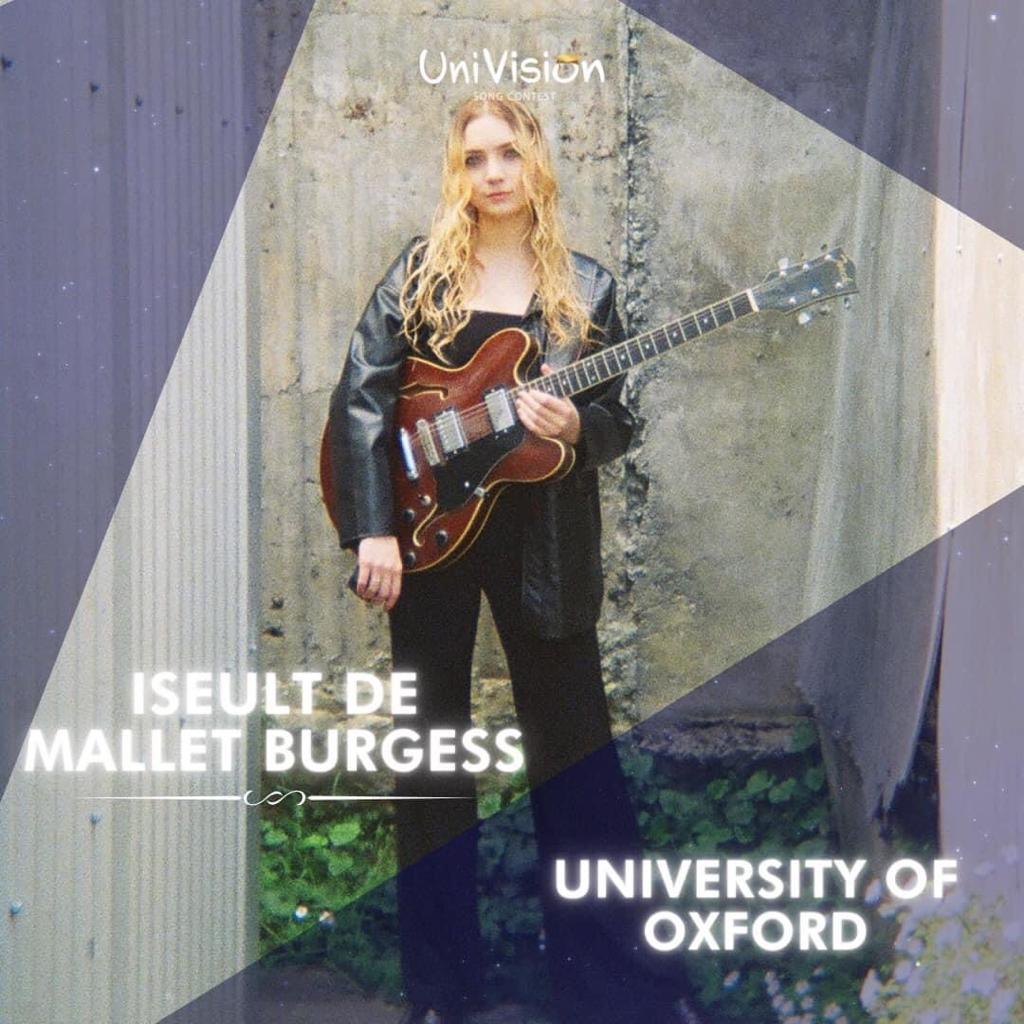 UniVision
SONG CONTEST
ISEULT DE
MALLET BURGESS
UNIVERSITY OF
OXFORD